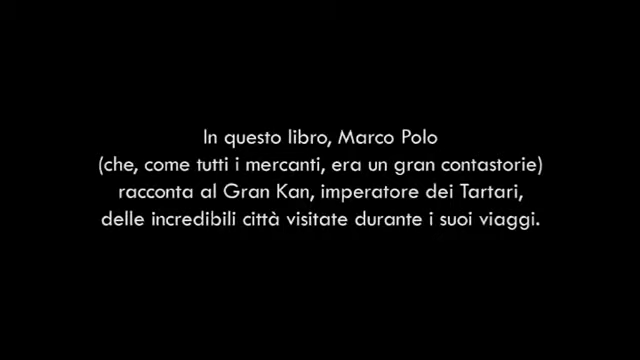 In questo libro, Marco Polo
(che, come tutti i mercanti, era un gran contastorie)
racconta al Gran Kan, imperatore dei Tartari,
delle incredibili città visitate durante i suoi viaggi.